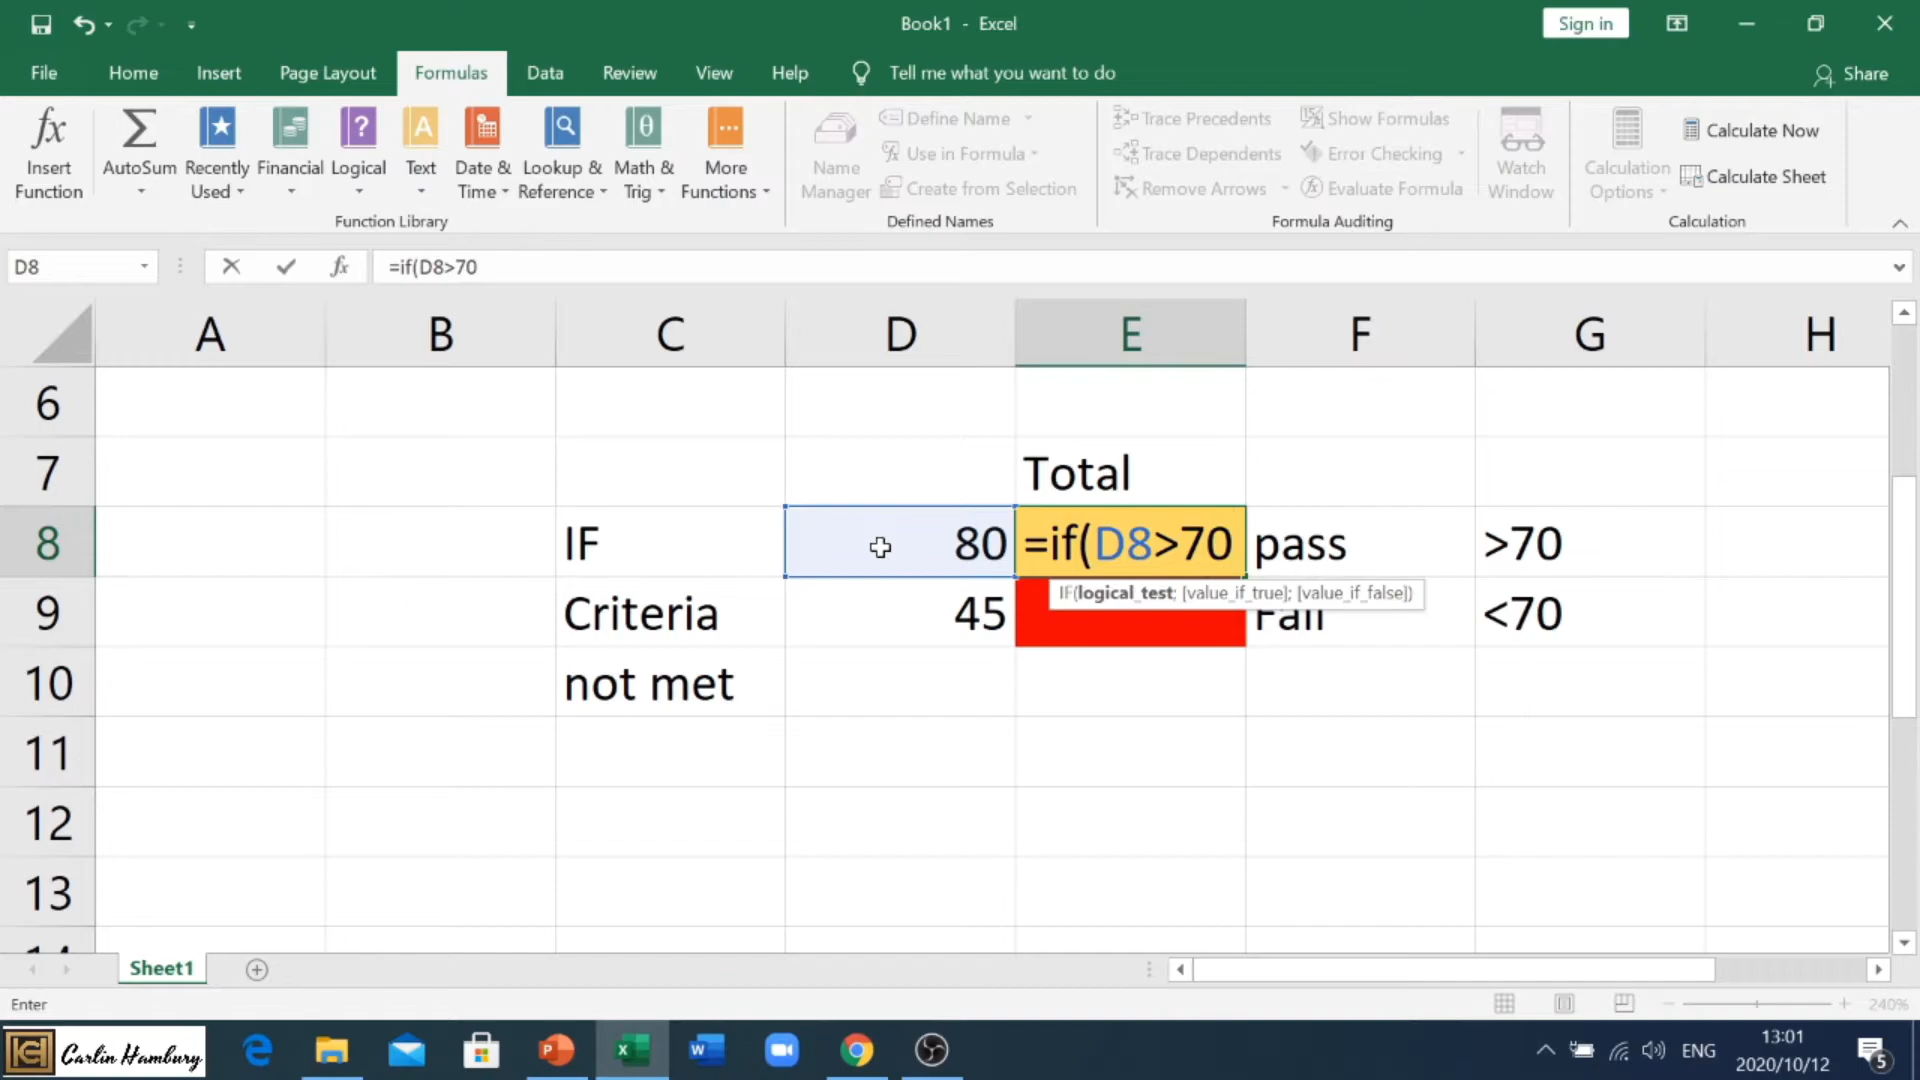 Book1 - Excel
Sign in
File Home Insert Page Layout Formulas Data Review View Help Tell me what you want to do Share
Insert Function
AutoSum
Recently Used
Financial
Logical
Text
Date & Time
Lookup & Reference
Math & Trig
More Functions
Function Library
Name Manager
Define Name
Use in Formula
Create from Selection
Defined Names
Trace Precedents
Trace Dependents
Remove Arrows
Show Formulas
Error Checking
Evaluate Formula
Watch Window
Formula Auditing
Calculation Options
Calculate Now
Calculate Sheet
Calculation
D8 fx =if(D8>70
A B C D E F G H
6
7 Total
8 IF 80 =if(D8>70 pass >70
IF(logical_test; [value_if_true]; [value_if_false])
9 Criteria 45 Fail <70
10 not met
11
12
13
14
Sheet1
Enter
240%
Carlin Hambury
ENG
13:01
2020/10/12
5